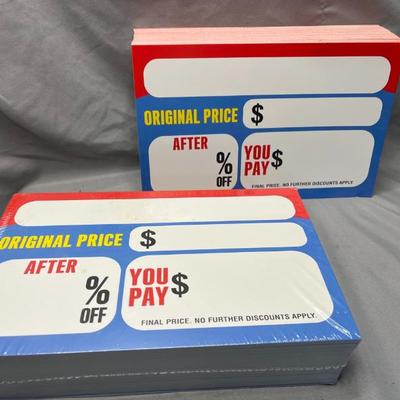 ORIGINAL PRICE $
AFTER
% OFF
YOU PAY $
FINAL PRICE. NO FURTHER DISCOUNTS APPLY.
ORIGINAL PRICE $
AFTER
% OFF
YOU PAY $
FINAL PRICE. NO FURTHER DISCOUNTS APPLY.